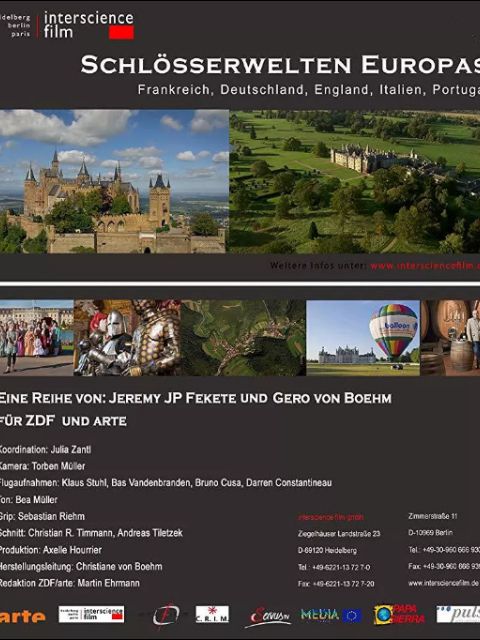 heidelberg
berlin
paris
interscience
film
SCHLÖSSERWELTEN EUROPAS
Frankreich, Deutschland, England, Italien, Portuga
Weitere Infos unter: www.intersciencefilm.d
balloon
EINE REIHE VON: JEREMY JP FEKETE UND GERO VON BOEHM
FÜR ZDF UND ARTE
Koordination: Julia Zantl
Kamera: Torben Müller
Flugaufnahmen: Klaus Stuhl, Bas Vandenbranden, Bruno Cusa, Darren Constantineau
Ton: Bea Müller
Grip: Sebastian Riehm
Schnitt: Christian R. Timmann, Andreas Tiletzek
Produktion: Axelle Hourrier
Herstellungsleitung: Christiane von Boehm
Redaktion ZDF/arte: Martin Ehrmann
interscience film gmbh
Ziegelhäuser Landstraße 23
D-69120 Heidelberg
Tel.: +49-6221-13 72 7-0
Fax: +49-6221-13 72 7-20
Zimmerstraße 11
D-10969 Berlin
Tel.: +49-30-960 666 93
Fax: +49-30-960 666 93
www.intersciencefilm.de
arte
interscience
film
C.R.I.M.
MEDIA
PAPA
SIERRA
puls